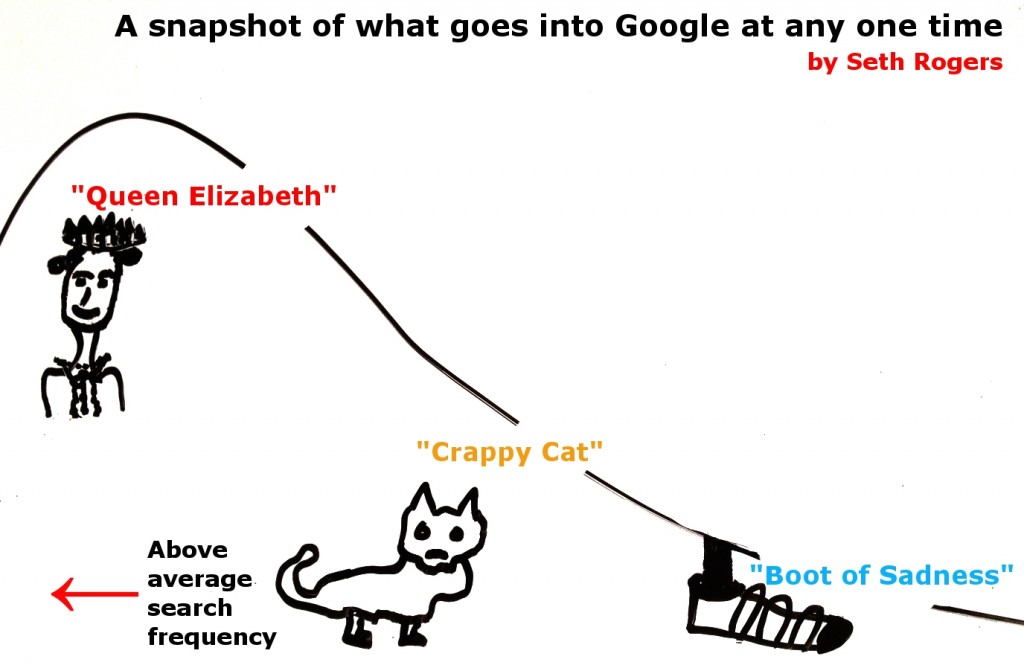 A snapshot of what goes into Google at any one time
by Seth Rogers
"Queen Elizabeth"
"Crappy Cat"
Above
average
search
frequency
"Boot of Sadness"